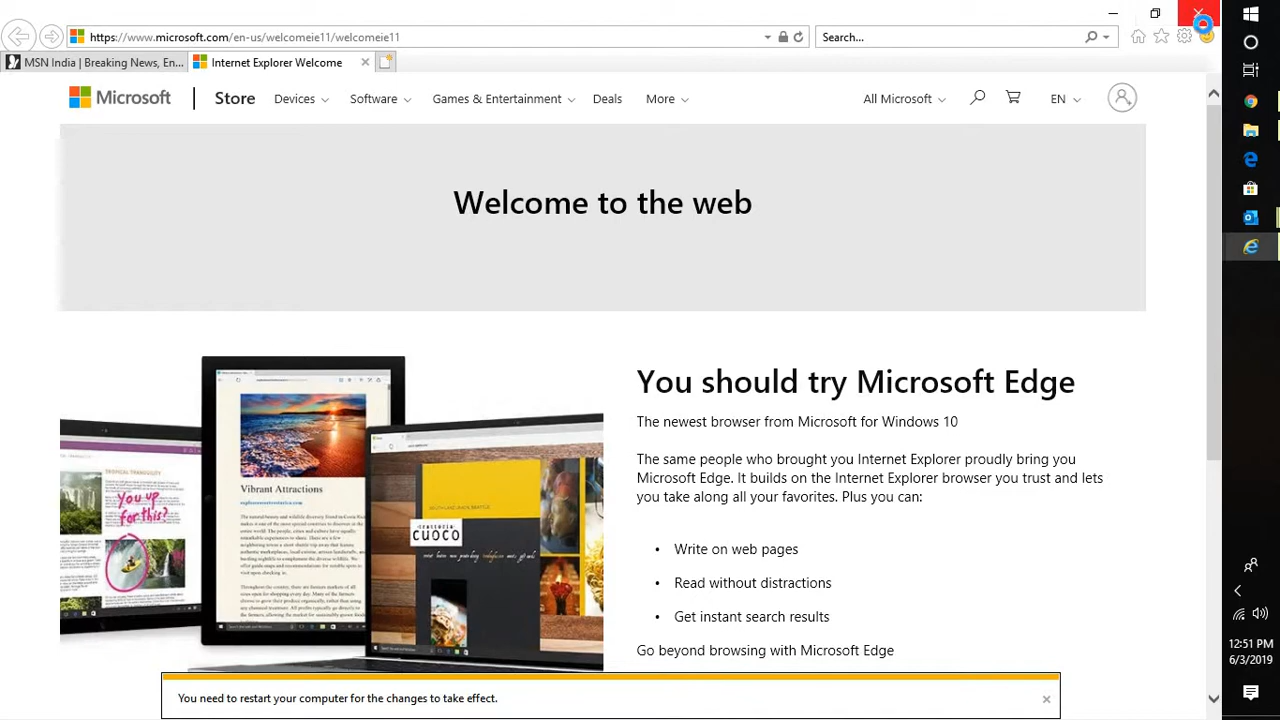 https://www.microsoft.com/en-us/welcomeie11/welcomeie11
Search...
MSN India | Breaking News, En...
Internet Explorer Welcome
Microsoft
Store
Devices
Software
Games & Entertainment
Deals
More
All Microsoft
EN
Welcome to the web
You should try Microsoft Edge
The newest browser from Microsoft for Windows 10
The same people who brought you Internet Explorer proudly bring you
Microsoft Edge. It builds on the Internet Explorer browser you trust and lets
you take along all your favorites. Plus you can:
• Write on web pages
• Read without distractions
• Get instant search results
Go beyond browsing with Microsoft Edge
TROPICAL TRANQUILITY
you up
for this?
Vibrant Attractions
trattoria
CUOCO
You need to restart your computer for the changes to take effect.
12:51 PM
6/3/2019